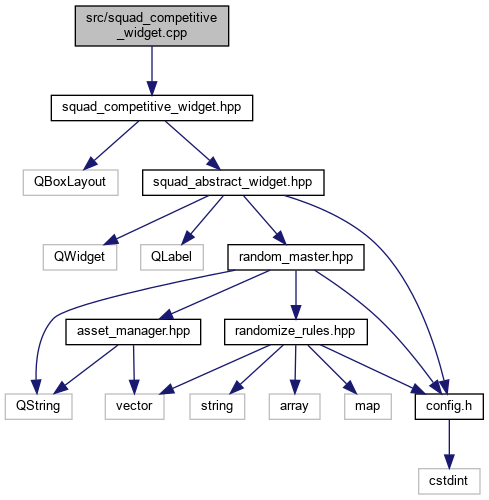 src/squad_competitive
_widget.cpp
squad_competitive_widget.hpp
QBoxLayout
squad_abstract_widget.hpp
QWidget
QLabel
random_master.hpp
asset_manager.hpp
randomize_rules.hpp
QString
vector
string
array
map
config.h
cstdint